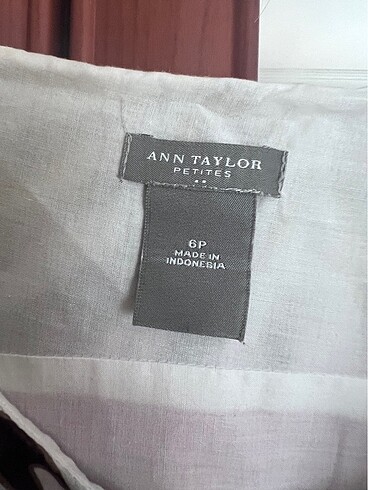 ANN TAYLOR
PETITES
6P
MADE IN
INDONESIA